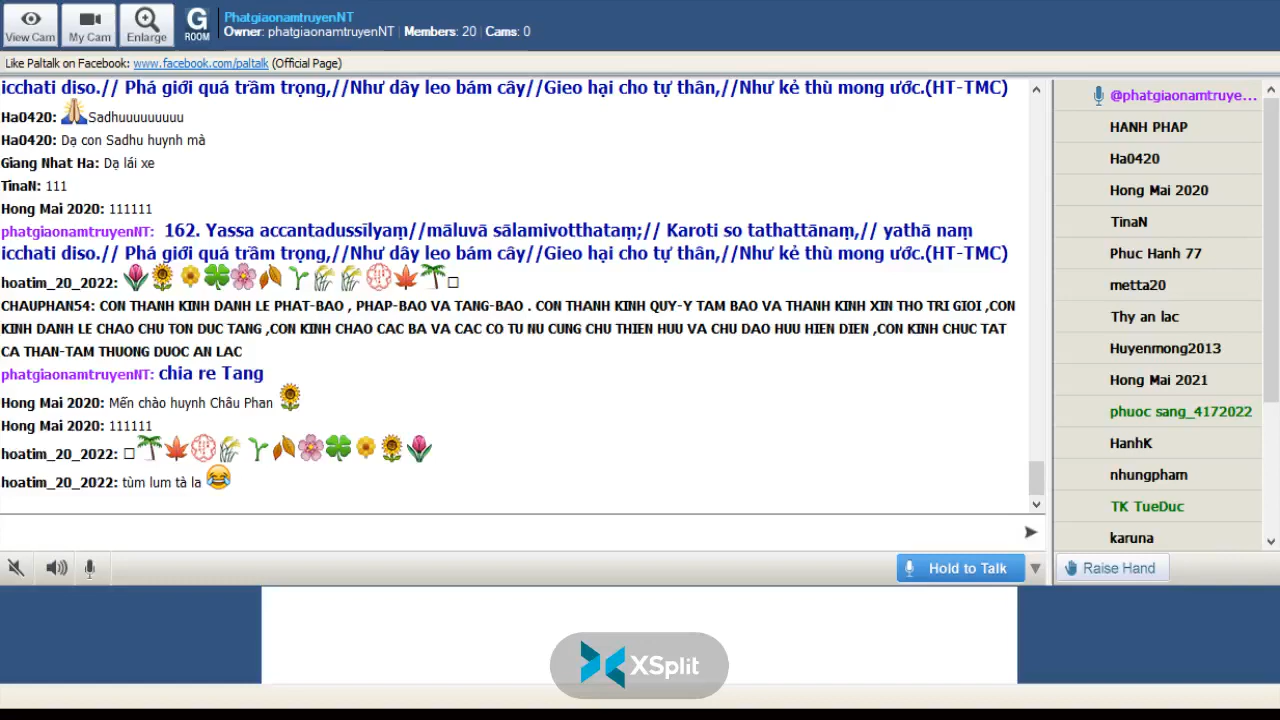 View Cam
My Cam
Enlarge
G
ROOM
PhatgiaonamtruyenNT
Owner: phatgiaonamtruyenNT | Members: 20 | Cams: 0
Like Paltalk on Facebook: www.facebook.com/paltalk (Official Page)
icchati diso.// Phá giới quá trầm trọng,//Như dây leo bám cây//Gieo hại cho tự thân,//Như kẻ thù mong ước.(HT-TMC)
Ha0420: Sadhuuuuuuuuu
Ha0420: Dạ con Sadhu huynh mà
Giang Nhat Ha: Dạ lái xe
TinaN: 111
Hong Mai 2020: 111111
phatgiaonamtruyenNT: 162. Yassa accantadussīlyaṃ//māluvā sālamivotthataṃ;// Karoti so tathattānaṃ,// yathā naṃ
icchati diso.// Phá giới quá trầm trọng,//Như dây leo bám cây//Gieo hại cho tự thân,//Như kẻ thù mong ước.(HT-TMC)
hoatim_20_2022:
CHAUPHAN54: CON THANH KINH DANH LE PHAT-BAO , PHAP-BAO VA TANG-BAO . CON THANH KINH QUY-Y TAM BAO VA THANH KINH XIN THO TRI GIOI ,CON
KINH DANH LE CHAO CHU TON DUC TANG ,CON KINH CHAO CAC BA VA CAC CO TU NU CUNG CHU THIEN HUU VA CHU DAO HUU HIEN DIEN ,CON KINH CHUC TAT
CA THAN-TAM THUONG DUOC AN LAC
phatgiaonamtruyenNT: chia re Tang
Hong Mai 2020: Mến chào huynh Châu Phan
Hong Mai 2020: 111111
hoatim_20_2022:
hoatim_20_2022: tùm lum tà la
@phatgiaonamtruye...
HANH PHAP
Ha0420
Hong Mai 2020
TinaN
Phuc Hanh 77
metta20
Thy an lac
Huyenmong2013
Hong Mai 2021
phuoc sang_4172022
HanhK
nhungpham
TK TueDuc
karuna
Hold to Talk
Raise Hand
XSplit